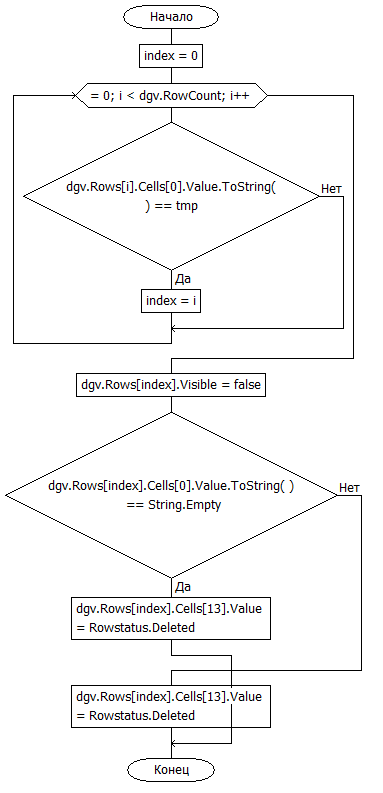 Начало
index = 0
= 0; i < dgv.RowCount; i++
dgv.Rows[i].Cells[0].Value.ToString(
) == tmp
Нет
Да
index = i
dgv.Rows[index].Visible = false
dgv.Rows[index].Cells[0].Value.ToString( )
== String.Empty
Нет
Да
dgv.Rows[index].Cells[13].Value
= Rowstatus.Deleted
dgv.Rows[index].Cells[13].Value
= Rowstatus.Deleted
Конец